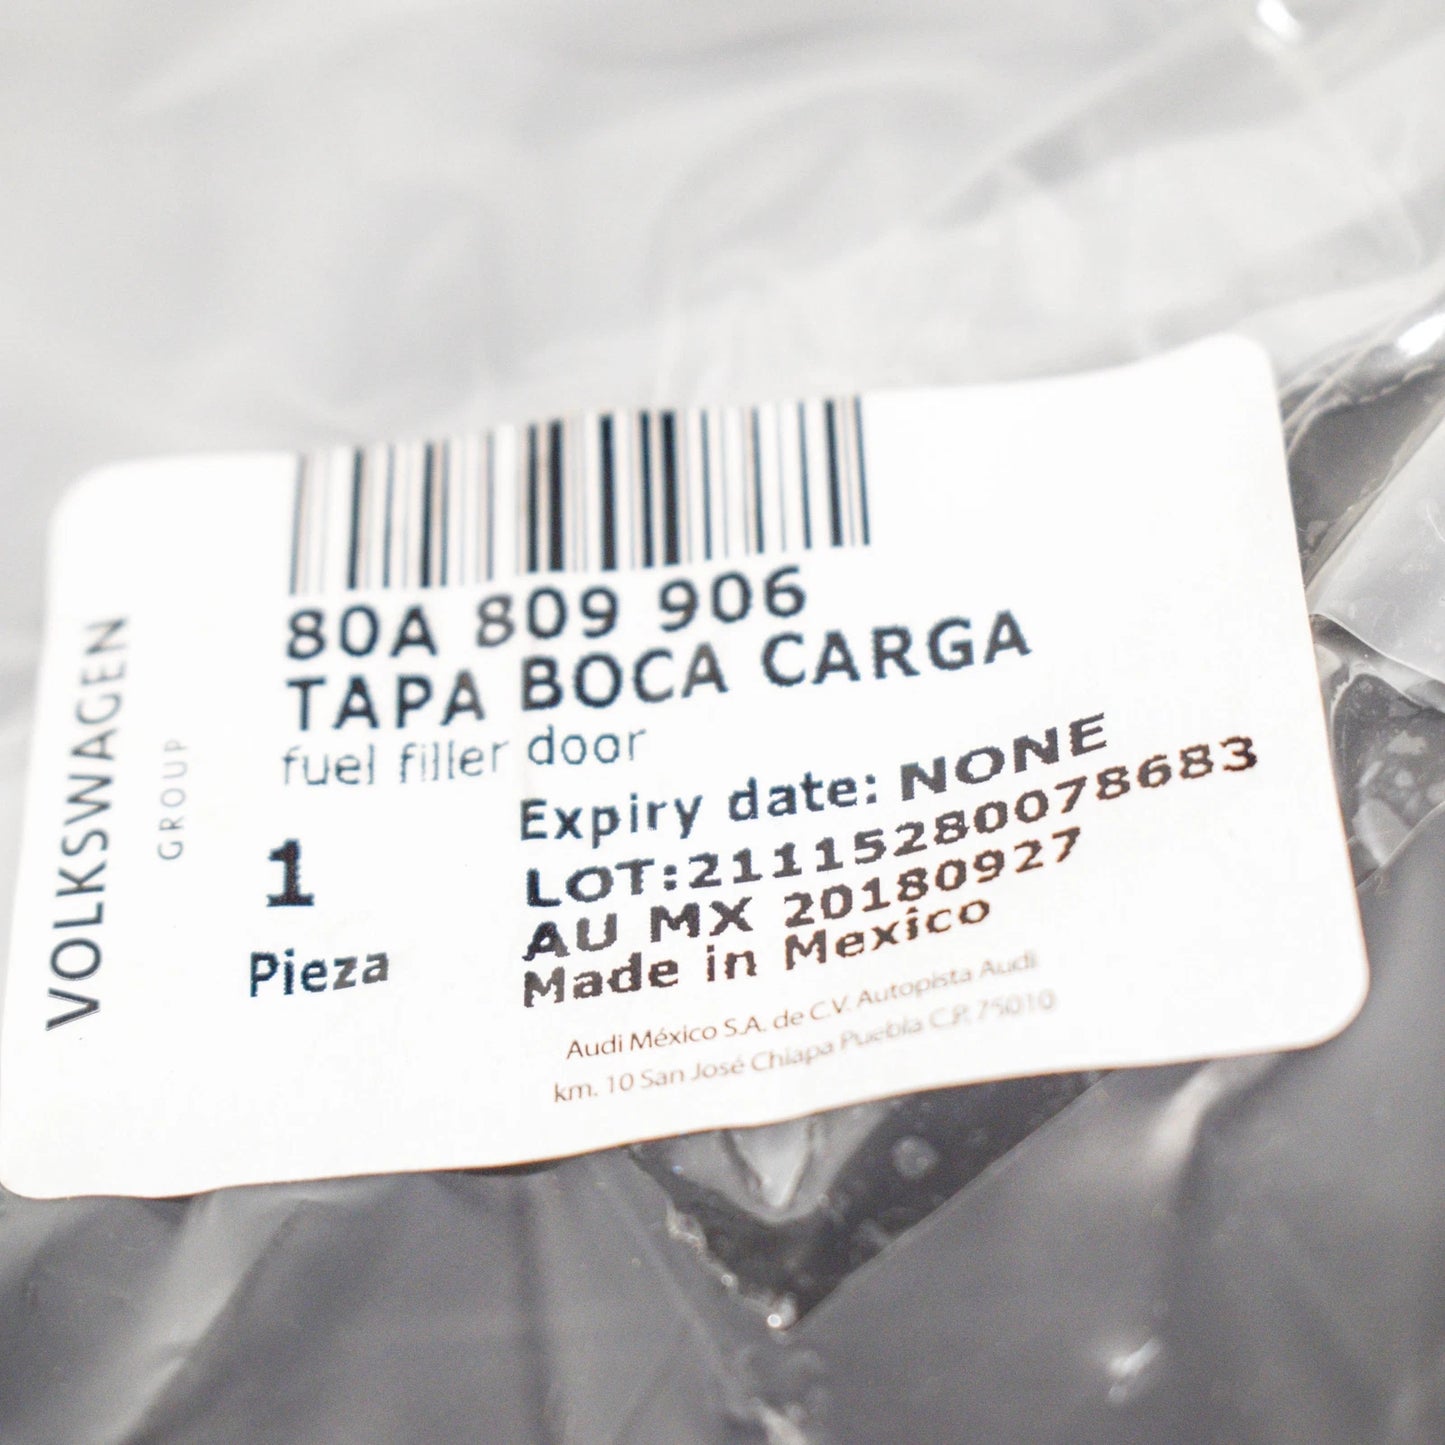 VOLKSWAGEN
GROUP
80A 809 906
TAPA BOCA CARGA
fuel filler door
1
Pieza
Expiry date: NONE
LOT:21115280078683
AU MX 20180927
Made in Mexico
Audi México S.A. de C.V. Autopista Audi
km. 10 San José Chiapa Puebla C.P. 75010